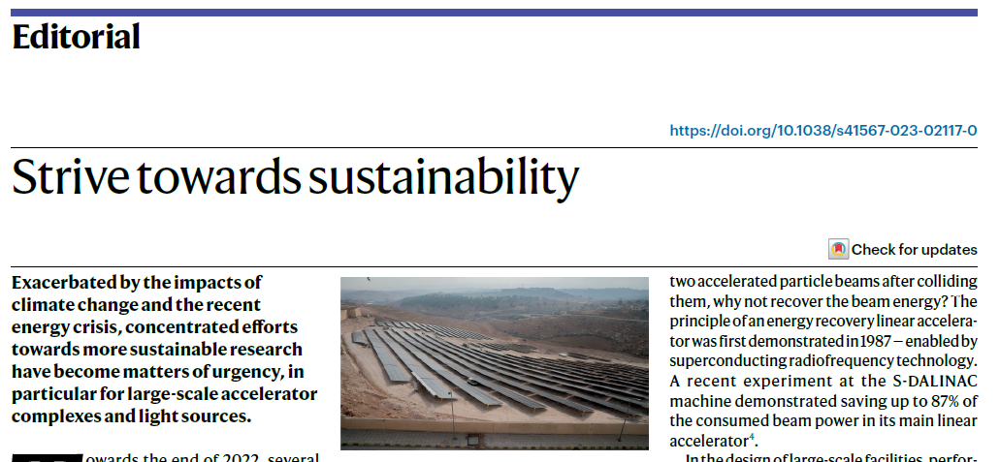 Editorial
https://doi.org/10.1038/s41567-023-02117-0
Strive towards sustainability
Check for updates
Exacerbated by the impacts of
climate change and the recent
energy crisis, concentrated efforts
towards more sustainable research
have become matters of urgency, in
particular for large-scale accelerator
complexes and light sources.
owards the end of 2022, several
two accelerated particle beams after colliding
them, why not recover the beam energy? The
principle of an energy recovery linear accelera-
tor was first demonstrated in 1987 – enabled by
superconducting radiofrequency technology.
A recent experiment at the S-DALINAC
machine demonstrated saving up to 87% of
the consumed beam power in its main linear
accelerator⁴.
In the design of large-scale facilities, perfor-